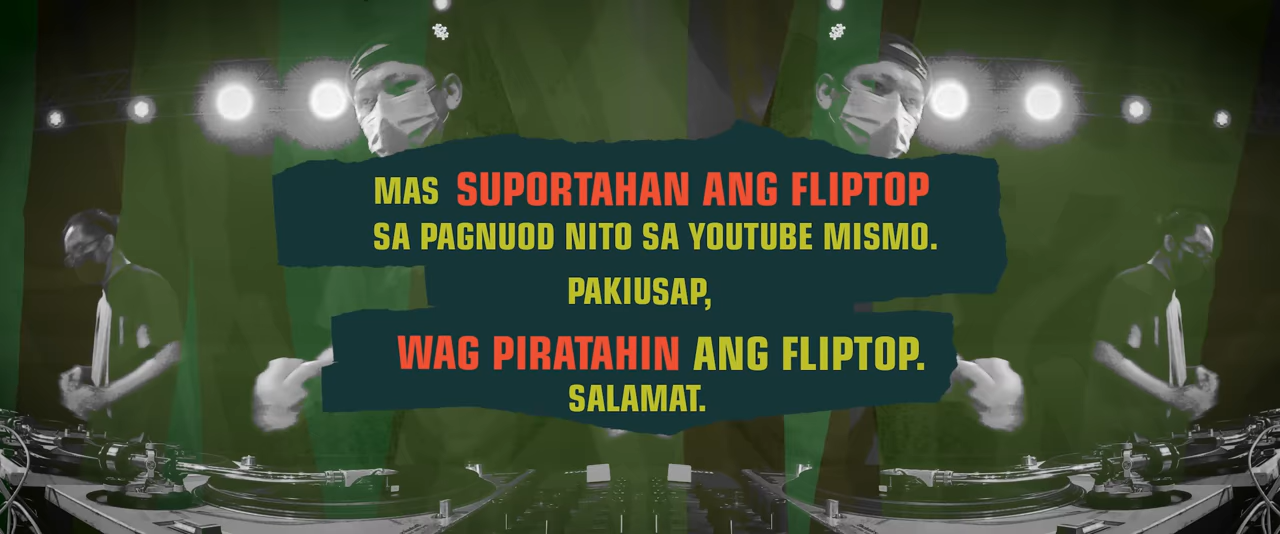 MAS SUPORTAHAN ANG FLIPTOP
SA PAGNUOD NITO SA YOUTUBE MISMO.
PAKIUSAP,
WAG PIRATAHIN ANG FLIPTOP.
SALAMAT.